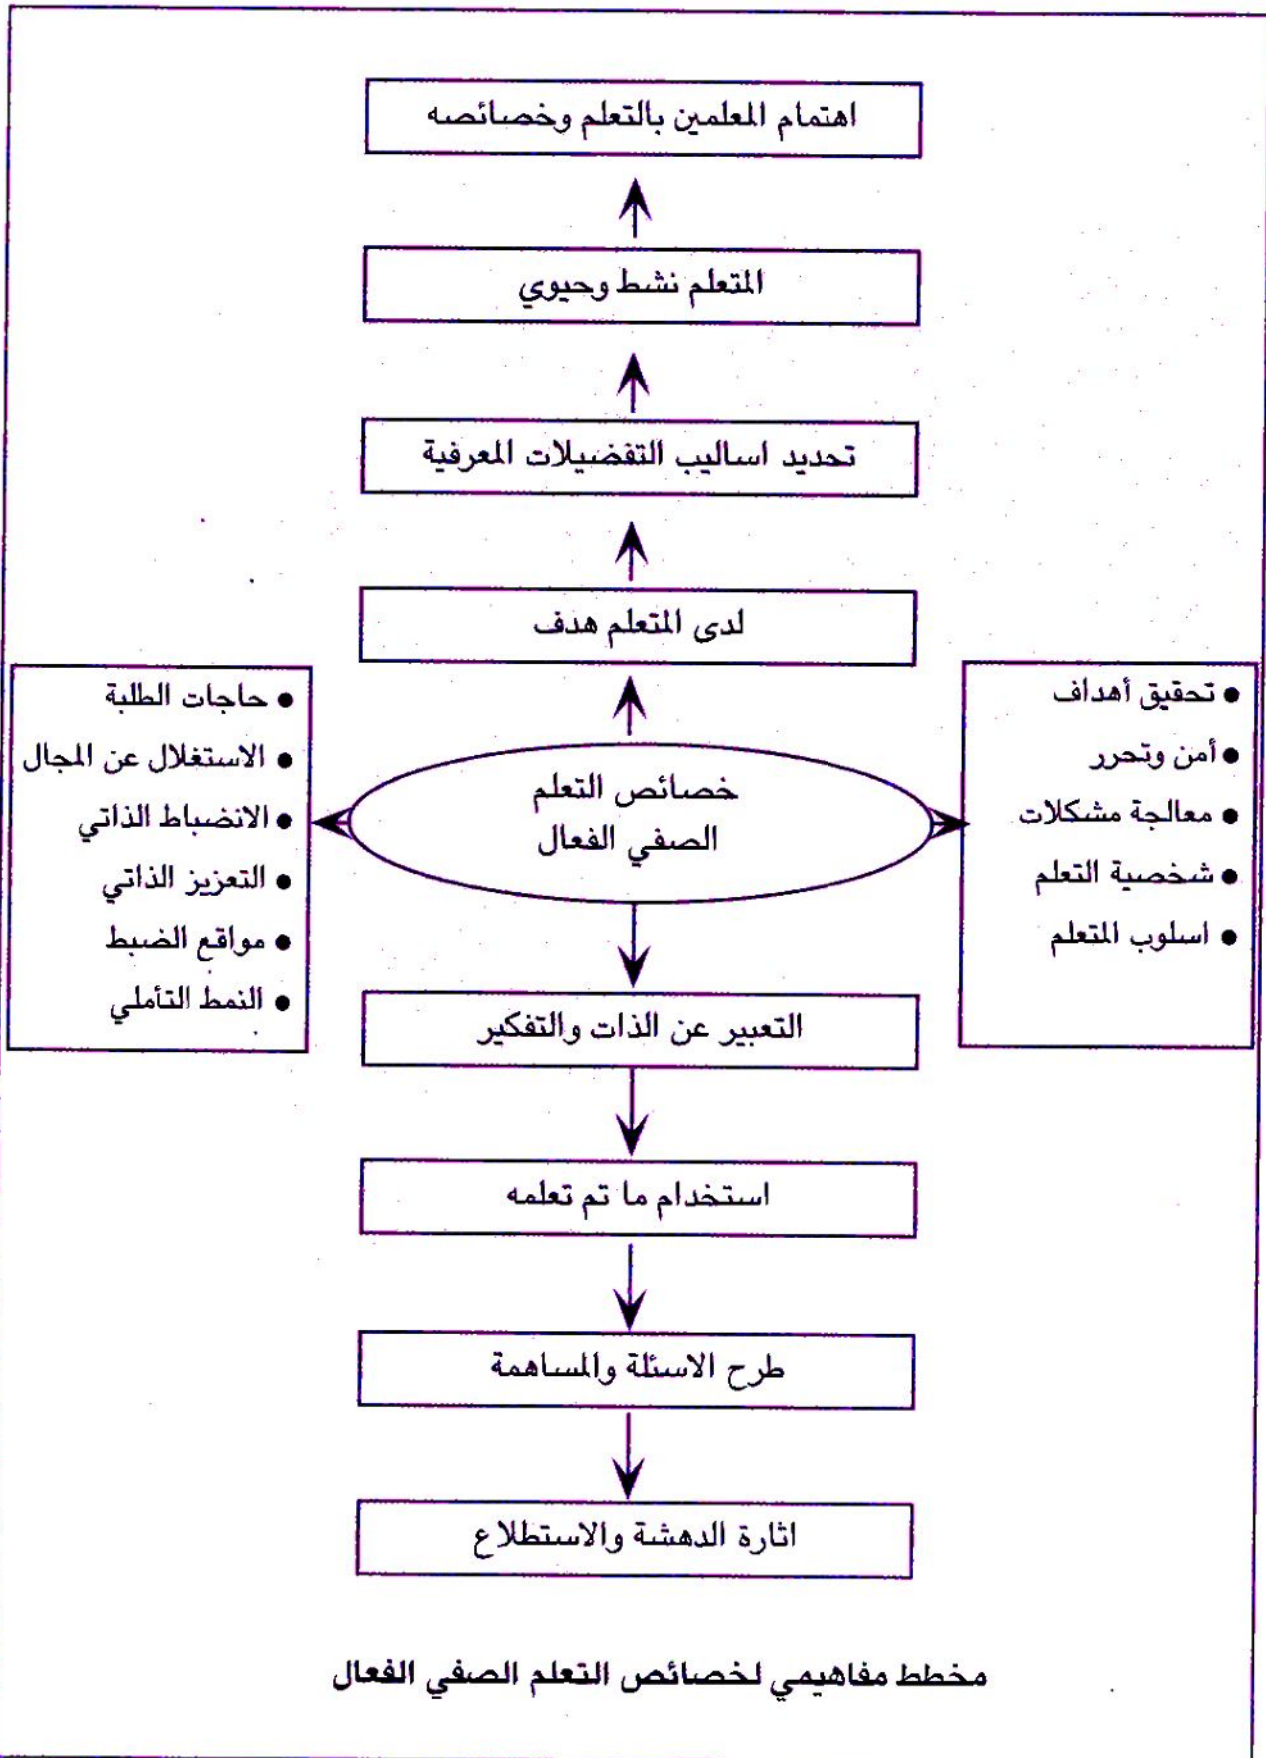 اهتمام المعلمين بالتعلم وخصائصه
المتعلم نشط وحيوي
تحديد اساليب التفضيلات المعرفية
لدى المتعلم هدف
• تحقيق أهداف
• أمن وتحرر
• معالجة مشكلات
• شخصية التعلم
• اسلوب المتعلم
خصائص التعلم
الصفي الفعال
• حاجات الطلبة
• الاستغلال عن المجال
• الانضباط الذاتي
• التعزيز الذاتي
• مواقع الضبط
• النمط التأملي
التعبير عن الذات والتفكير
استخدام ما تم تعلمه
طرح الاسئلة والمساهمة
اثارة الدهشة والاستطلاع
مخطط مفاهيمي لخصائص التعلم الصفي الفعال